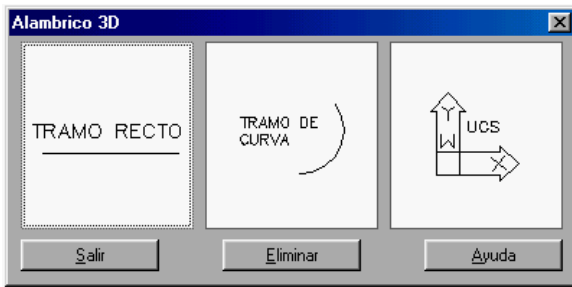 Alambrico 3D
TRAMO RECTO
TRAMO DE
CURVA
Y
W
X
UCS
Salir
Eliminar
Ayuda